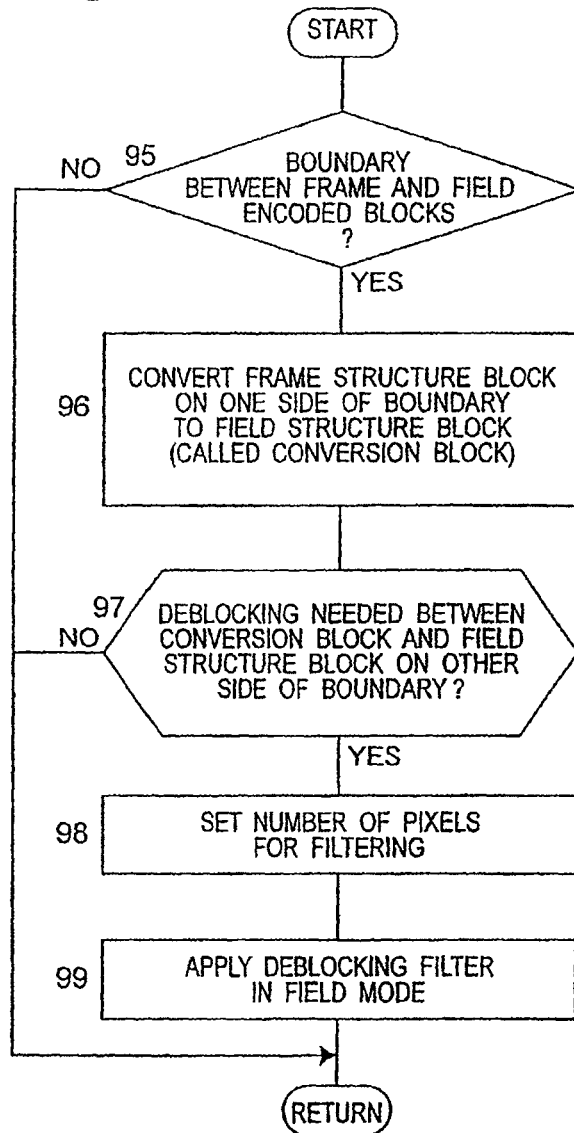 START
NO 95
BOUNDARY
BETWEEN FRAME AND FIELD
ENCODED BLOCKS
?
YES
96
CONVERT FRAME STRUCTURE BLOCK
ON ONE SIDE OF BOUNDARY
TO FIELD STRUCTURE BLOCK
(CALLED CONVERSION BLOCK)
97
NO
DEBLOCKING NEEDED BETWEEN
CONVERSION BLOCK AND FIELD
STRUCTURE BLOCK ON OTHER
SIDE OF BOUNDARY?
YES
98
SET NUMBER OF PIXELS
FOR FILTERING
99
APPLY DEBLOCKING FILTER
IN FIELD MODE
RETURN